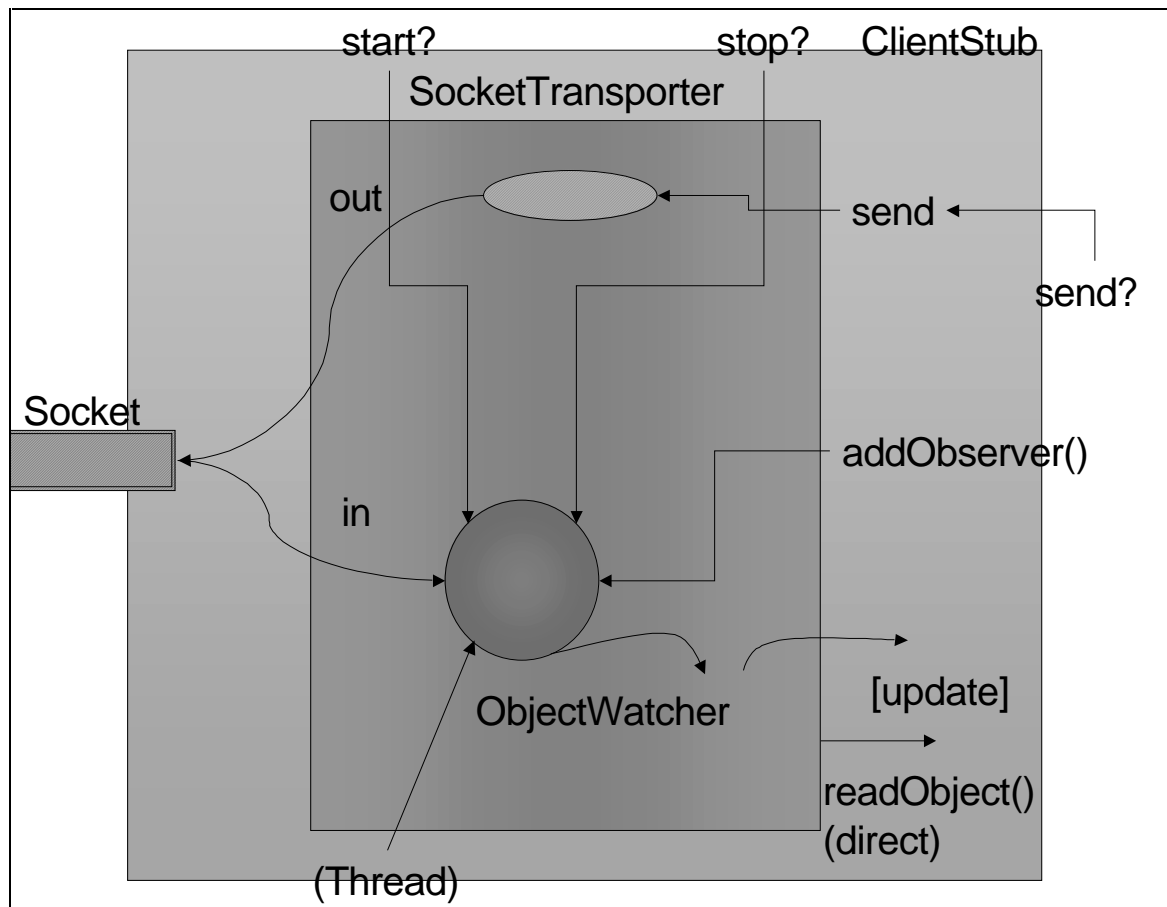 start?
stop?
ClientStub
SocketTransporter
out
send
send?
Socket
addObserver()
in
[update]
ObjectWatcher
readObject()
(direct)
(Thread)